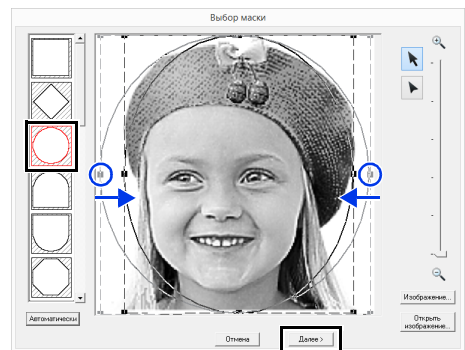 Выбор маски
Изображение...
Открыть
изображение...
Автоматически
Отмена
Далее >